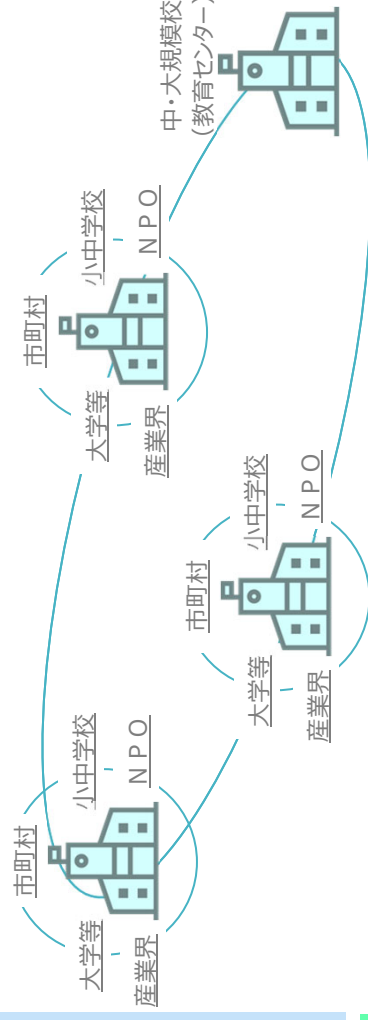 中・大規模校
（教育センター）
市町村
小中学校
ＮＰＯ
大学等
産業界
市町村
小中学校
ＮＰＯ
大学等
産業界
市町村
小中学校
ＮＰＯ
大学等
産業界